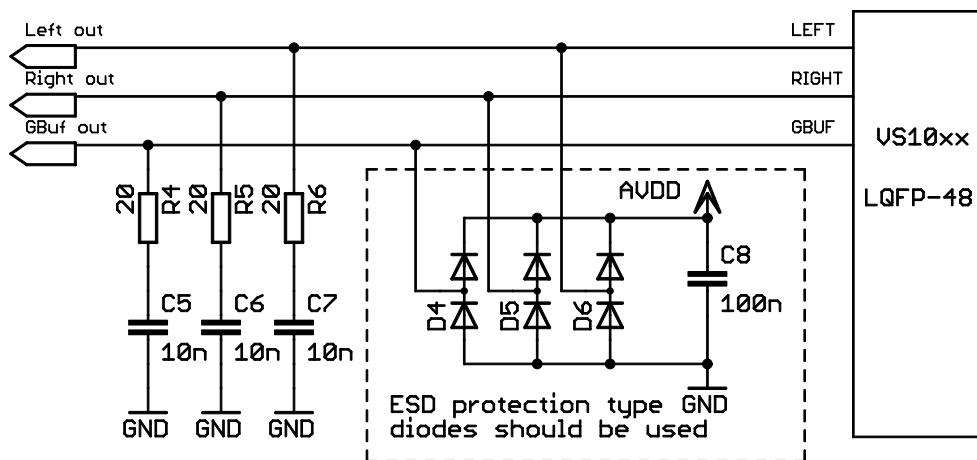 Left out
LEFT
Right out
RIGHT
GBuf out
GBUF
VS10xx
LQFP-48
AVDD
20
R4
20
R5
20
R6
C8
100n
D4
D5
D6
C5
C6
C7
10n
10n
10n
GND
GND
GND
GND
ESD protection type
diodes should be used